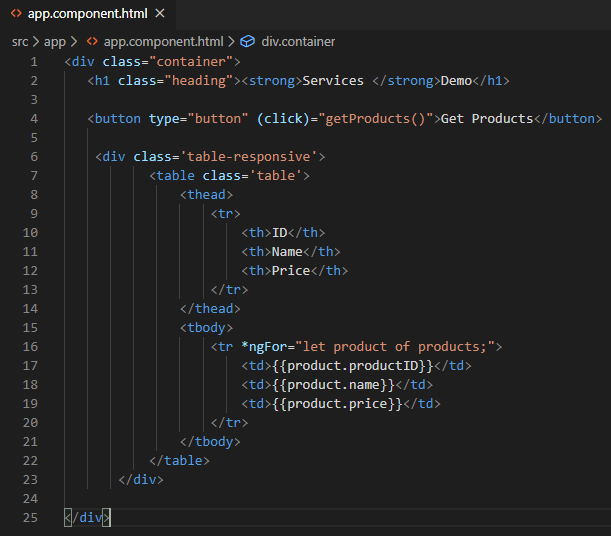 <> app.component.html ×
src > app > <> app.component.html > div.container
1 <div class="container">
2 <h1 class="heading"><strong>Services </strong>Demo</h1>
3
4 <button type="button" (click)="getProducts()">Get Products</button>
5
6 <div class='table-responsive'>
7 <table class='table'>
8 <thead>
9 <tr>
10 <th>ID</th>
11 <th>Name</th>
12 <th>Price</th>
13 </tr>
14 </thead>
15 <tbody>
16 <tr *ngFor="let product of products;">
17 <td>{{product.productID}}</td>
18 <td>{{product.name}}</td>
19 <td>{{product.price}}</td>
20 </tr>
21 </tbody>
22 </table>
23 </div>
24
25 </div>